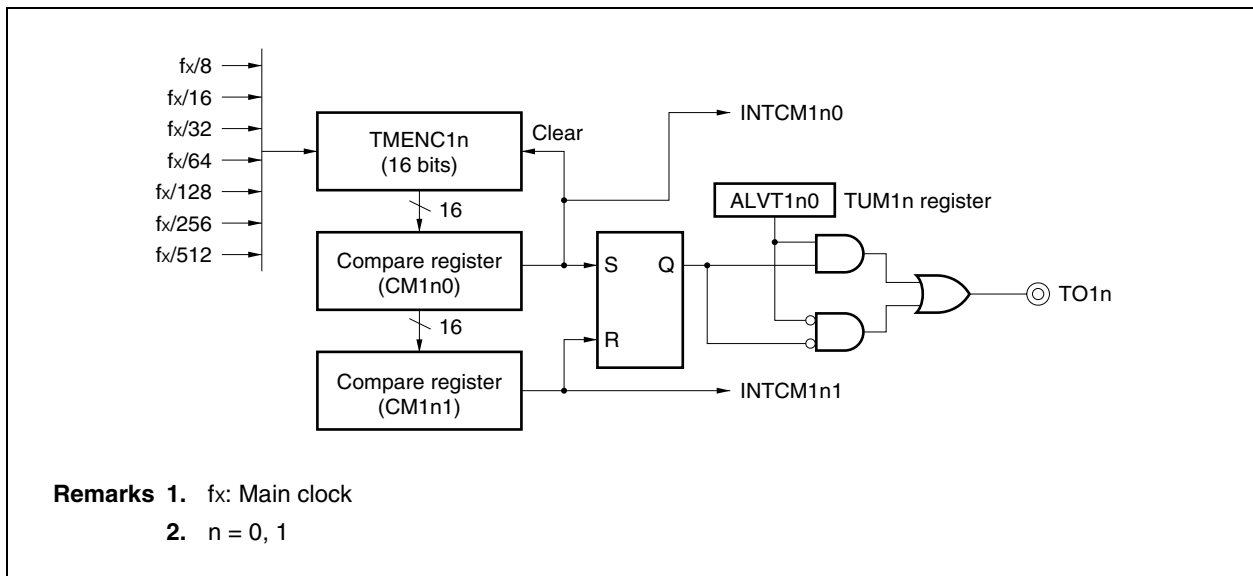 fx/8
fx/16
fx/32
fx/64
fx/128
fx/256
fx/512
TMENC1n
(16 bits)
Clear
16
Compare register
(CM1n0)
16
Compare register
(CM1n1)
S
Q
R
INTCM1n0
ALVT1n0
TUM1n register
TO1n
INTCM1n1
Remarks 1. fx: Main clock
2. n = 0, 1